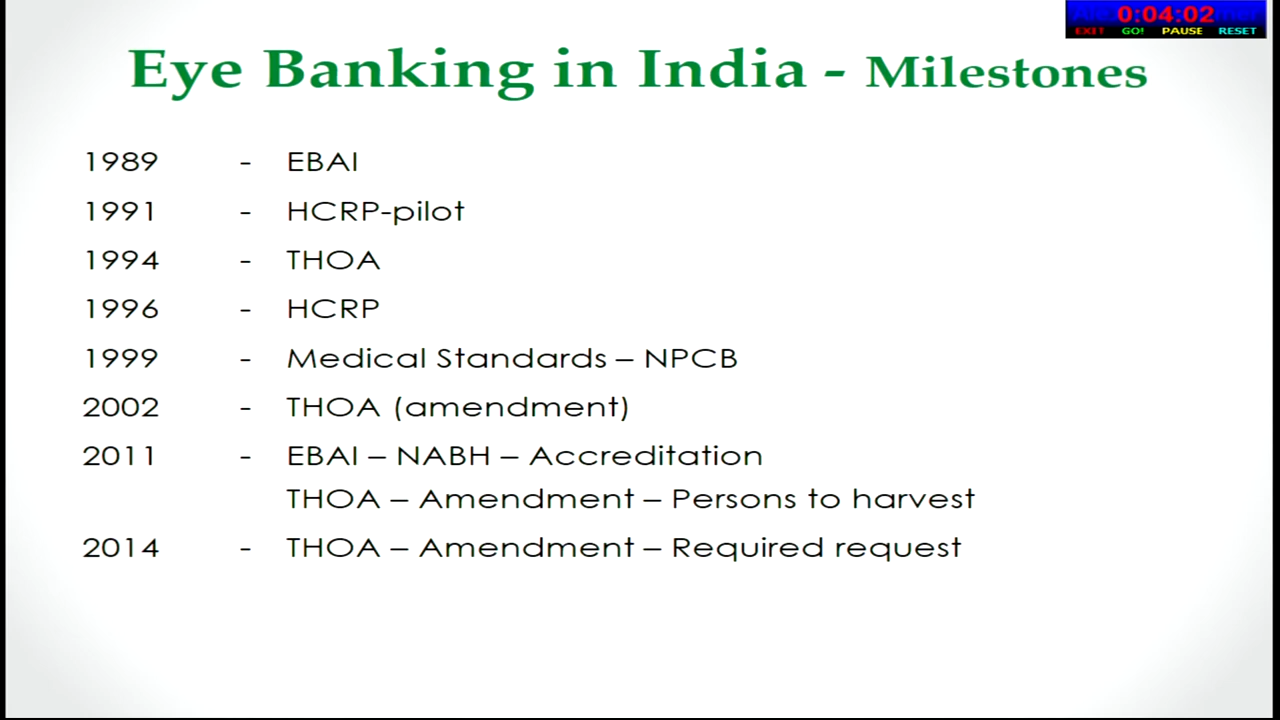 0:04:02
EXIT GO! PAUSE RESET
Eye Banking in India - Milestones
1989 - EBAI
1991 - HCRP-pilot
1994 - THOA
1996 - HCRP
1999 - Medical Standards – NPCB
2002 - THOA (amendment)
2011 - EBAI – NABH – Accreditation
THOA – Amendment – Persons to harvest
2014 - THOA – Amendment – Required request